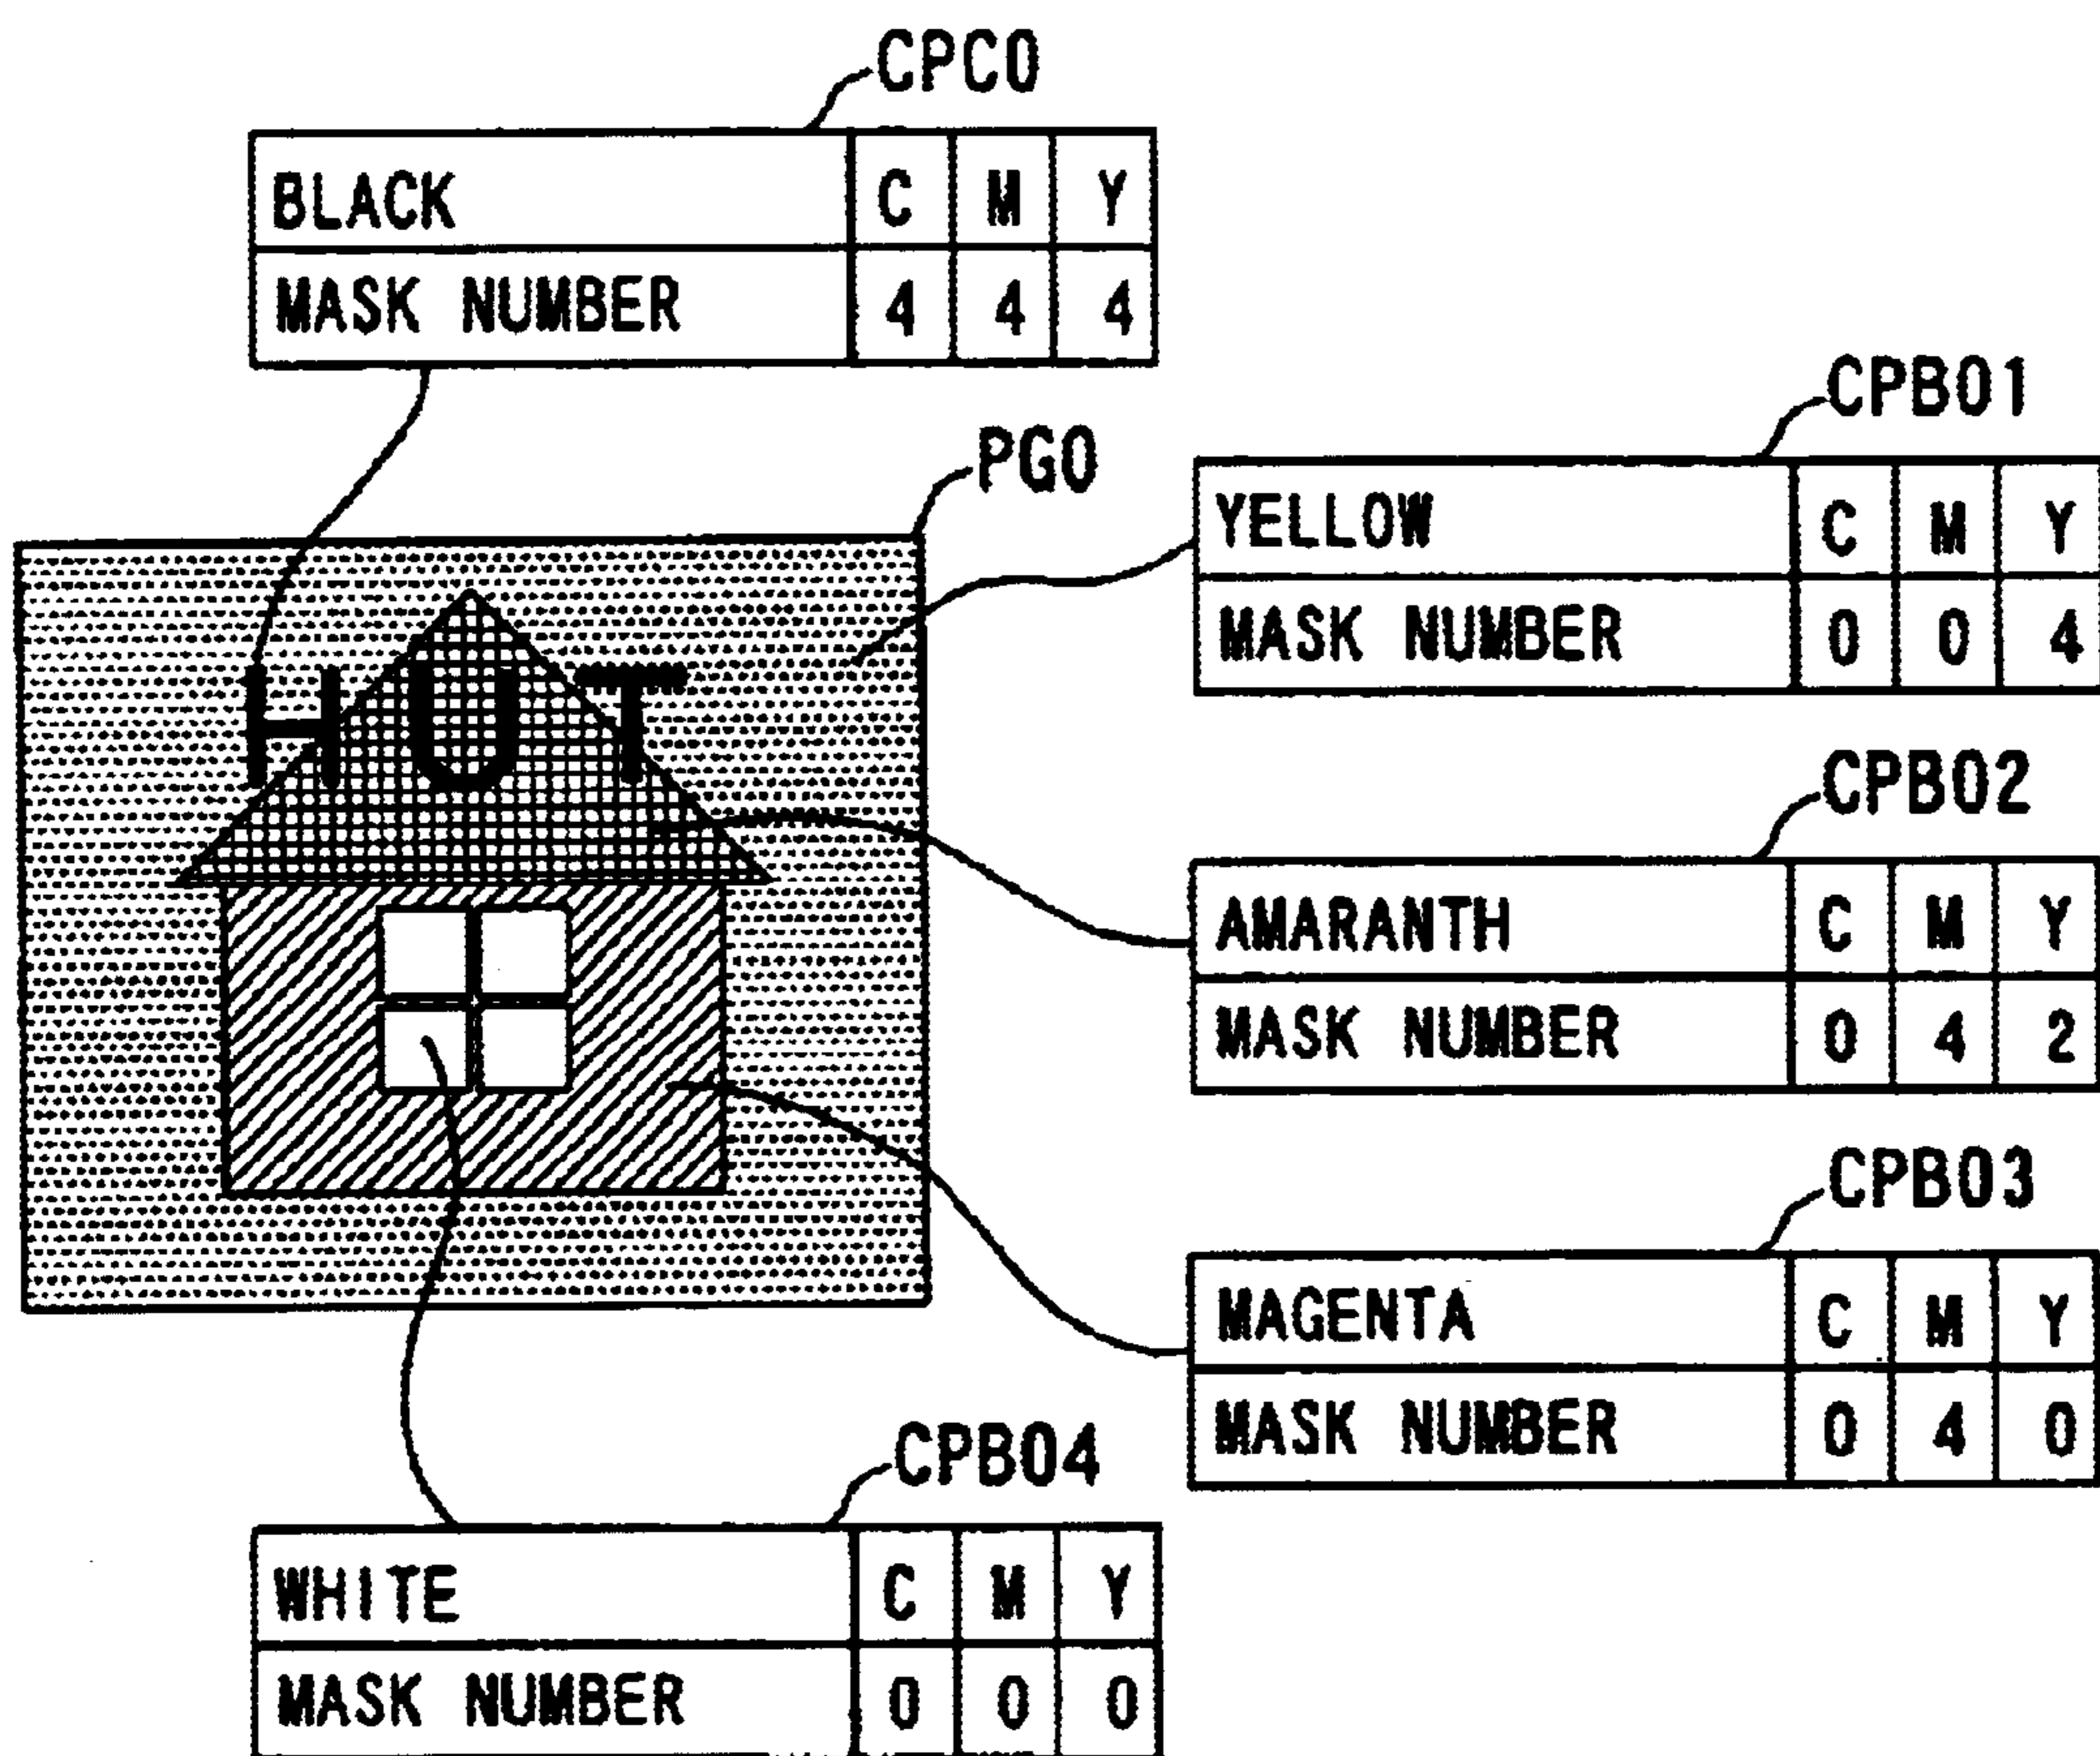 CPC0
BLACK C M Y
MASK NUMBER 4 4 4
PG0
HUT
CPB01
YELLOW C M Y
MASK NUMBER 0 0 4
CPB02
AMARANTH C M Y
MASK NUMBER 0 4 2
CPB03
MAGENTA C M Y
MASK NUMBER 0 4 0
CPB04
WHITE C M Y
MASK NUMBER 0 0 0